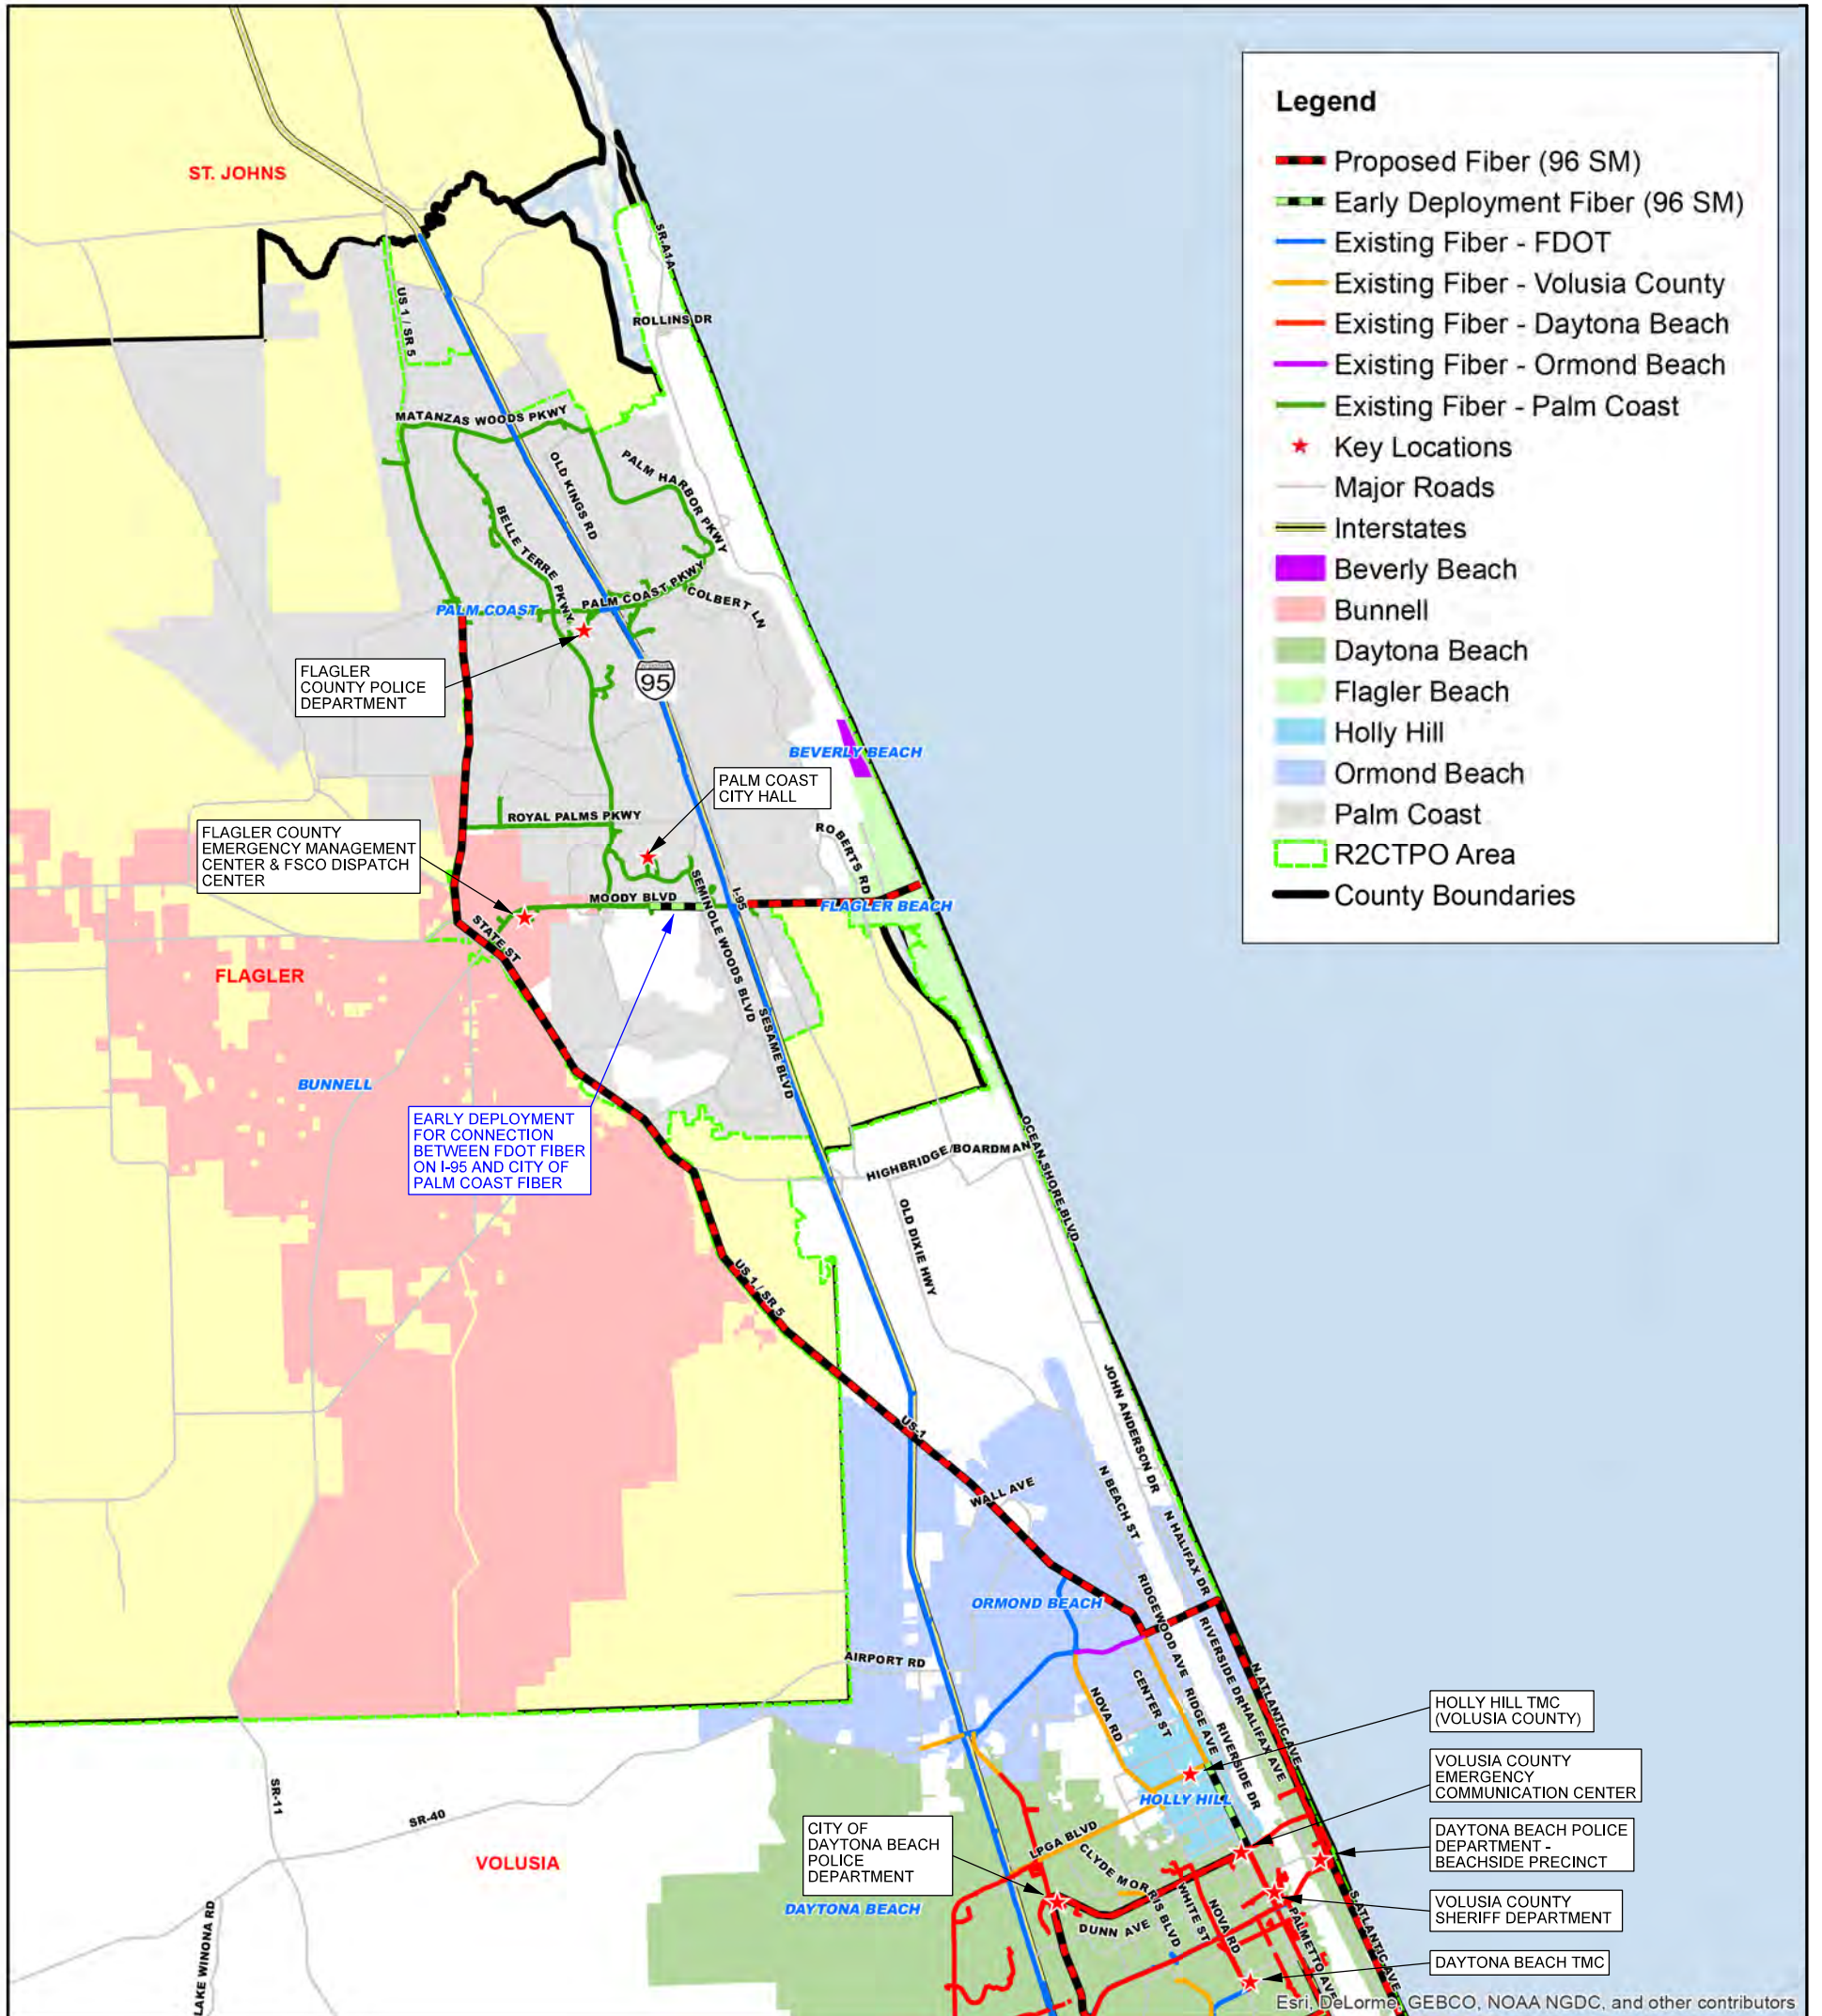 Legend
Proposed Fiber (96 SM)
Early Deployment Fiber (96 SM)
Existing Fiber - FDOT
Existing Fiber - Volusia County
Existing Fiber - Daytona Beach
Existing Fiber - Ormond Beach
Existing Fiber - Palm Coast
Key Locations
Major Roads
Interstates
Beverly Beach
Bunnell
Daytona Beach
Flagler Beach
Holly Hill
Ormond Beach
Palm Coast
R2CTPO Area
County Boundaries
ST. JOHNS
SR-A1A
US 1 / SR 5
ROLLINS DR
MATANZAS WOODS PKWY
OLD KINGS RD
PALM HARBOR PKWY
BELLE TERRE PKWY
PALM COAST PKWY
COLBERT LN
PALM COAST
FLAGLER
COUNTY POLICE
DEPARTMENT
95
BEVERLY BEACH
PALM COAST
CITY HALL
ROYAL PALMS PKWY
ROBERTS RD
FLAGLER COUNTY
EMERGENCY MANAGEMENT
CENTER & FSCO DISPATCH
CENTER
MOODY BLVD
SEMINOLE WOODS BLVD
I-95
FLAGLER BEACH
STATE ST
FLAGLER
SESAME BLVD
BUNNELL
EARLY DEPLOYMENT
FOR CONNECTION
BETWEEN FDOT FIBER
ON I-95 AND CITY OF
PALM COAST FIBER
HIGHBRIDGE/BOARDMAN
OCEAN SHORE BLVD
OLD DIXIE HWY
US 1 / SR 5
JOHN ANDERSON DR
US-1
WALL AVE
N BEACH ST
N HALIFAX DR
ORMOND BEACH
RIDGEWOOD AVE
RIVERSIDE DR
HALIFAX AVE
N ATLANTIC AVE
AIRPORT RD
CENTER ST
NOVA RD
RIDGE AVE
RIVERSIDE DR
HOLLY HILL TMC
(VOLUSIA COUNTY)
VOLUSIA COUNTY
EMERGENCY
COMMUNICATION CENTER
SR-11
SR-40
HOLLY HILL
LPGA BLVD
CITY OF
DAYTONA BEACH
POLICE
DEPARTMENT
DAYTONA BEACH POLICE
DEPARTMENT -
BEACHSIDE PRECINCT
VOLUSIA
CLYDE MORRIS BLVD
WHITE ST
NOVA RD
DUNN AVE
DAYTONA BEACH
PALMETTO AVE
S ATLANTIC AVE
VOLUSIA COUNTY
SHERIFF DEPARTMENT
LAKE WINONA RD
DAYTONA BEACH TMC
Esri, DeLorme, GEBCO, NOAA NGDC, and other contributors